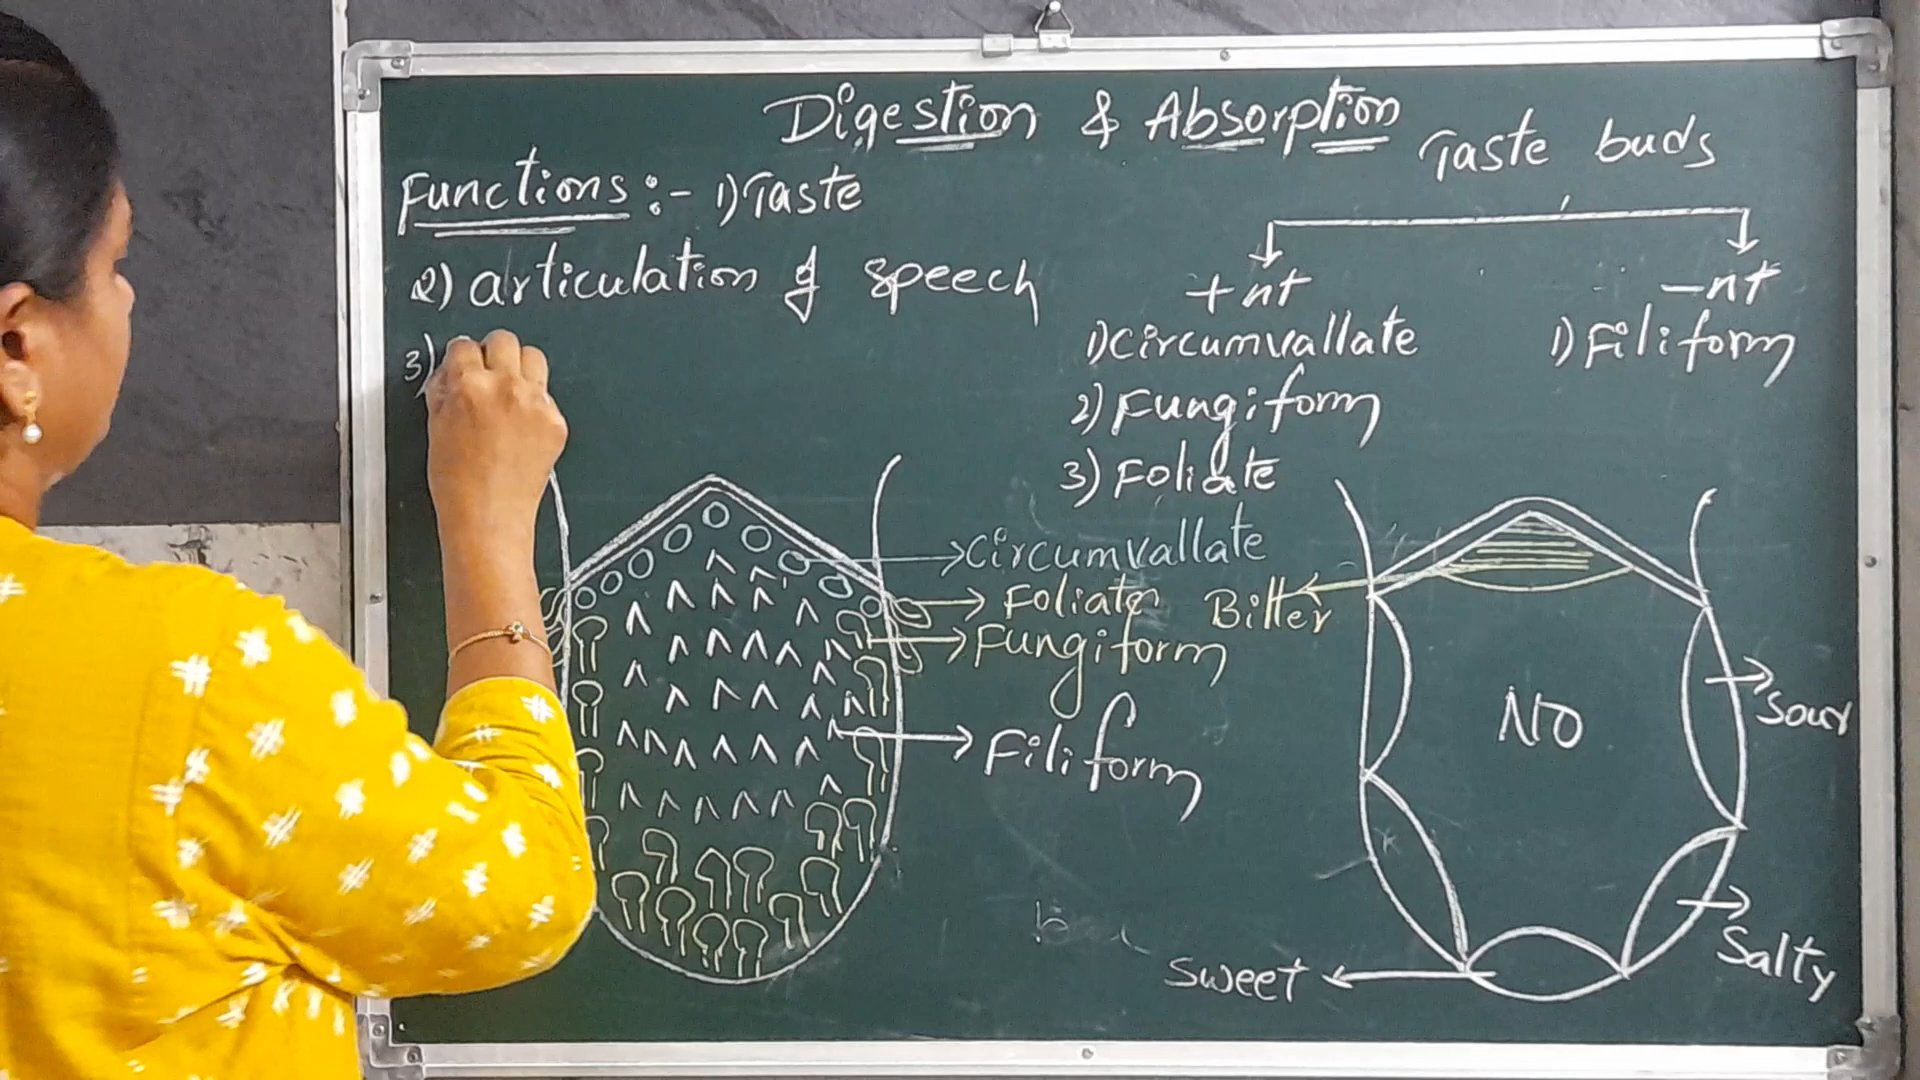 Digestion & Absorption
Functions :- 1) Taste
2) articulation of speech
3)
Taste buds
+nt
1) Circumvallate
2) Fungiform
3) Foliate
-nt
1) Filiform
Circumvallate
Foliate
Fungiform
Filiform
Bitter
NO
Sour
Salty
Sweet